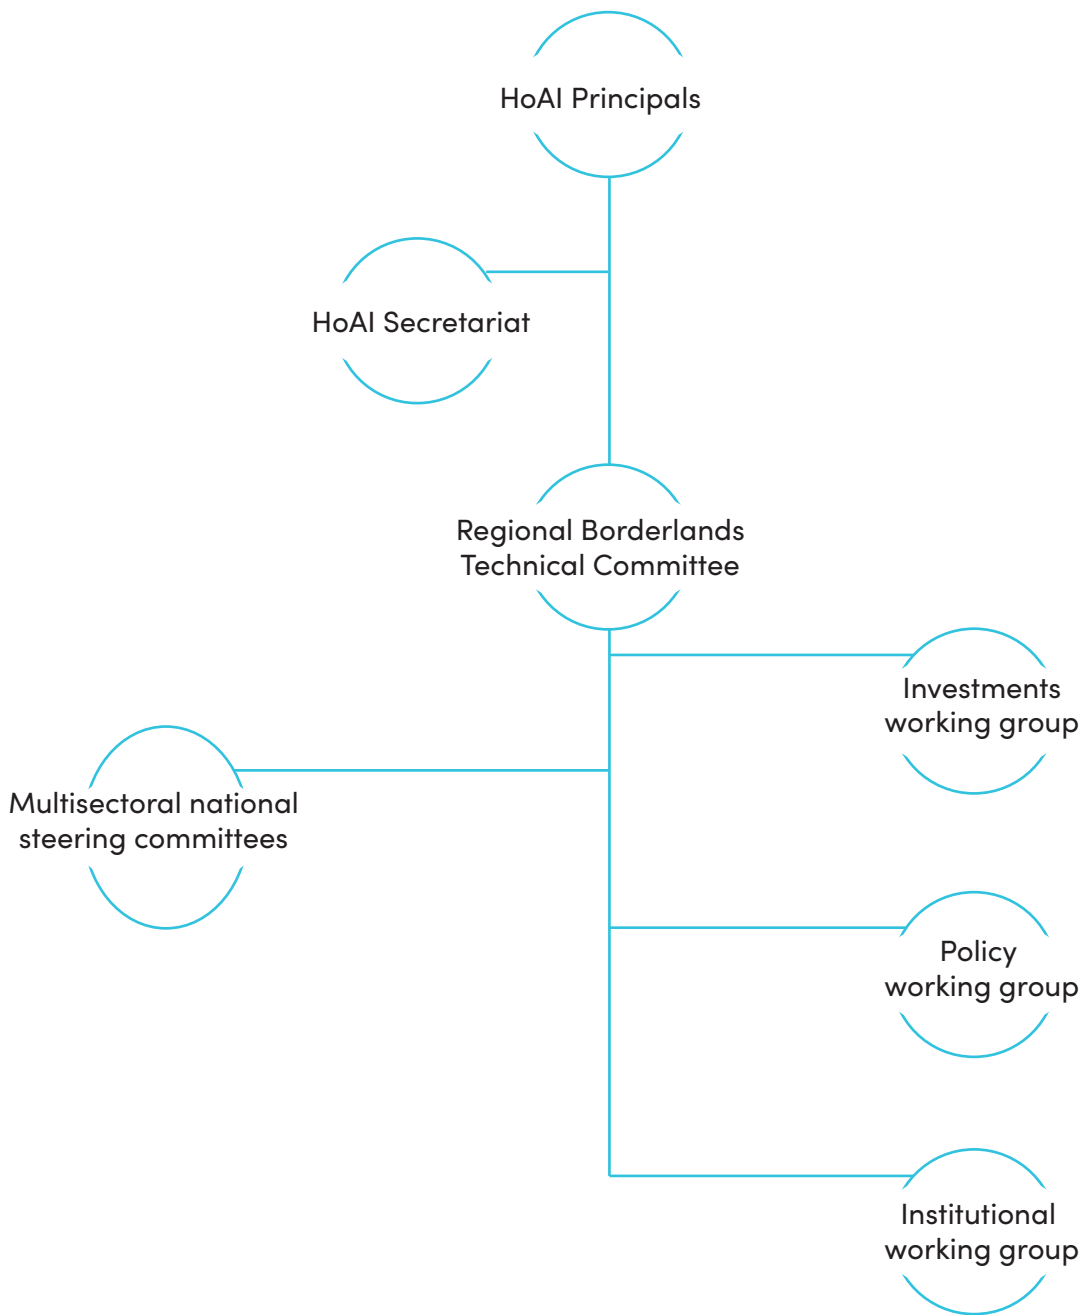 HoAI Principals
HoAI Secretariat
Regional Borderlands
Technical Committee
Investments
working group
Multisectoral national
steering committees
Policy
working group
Institutional
working group